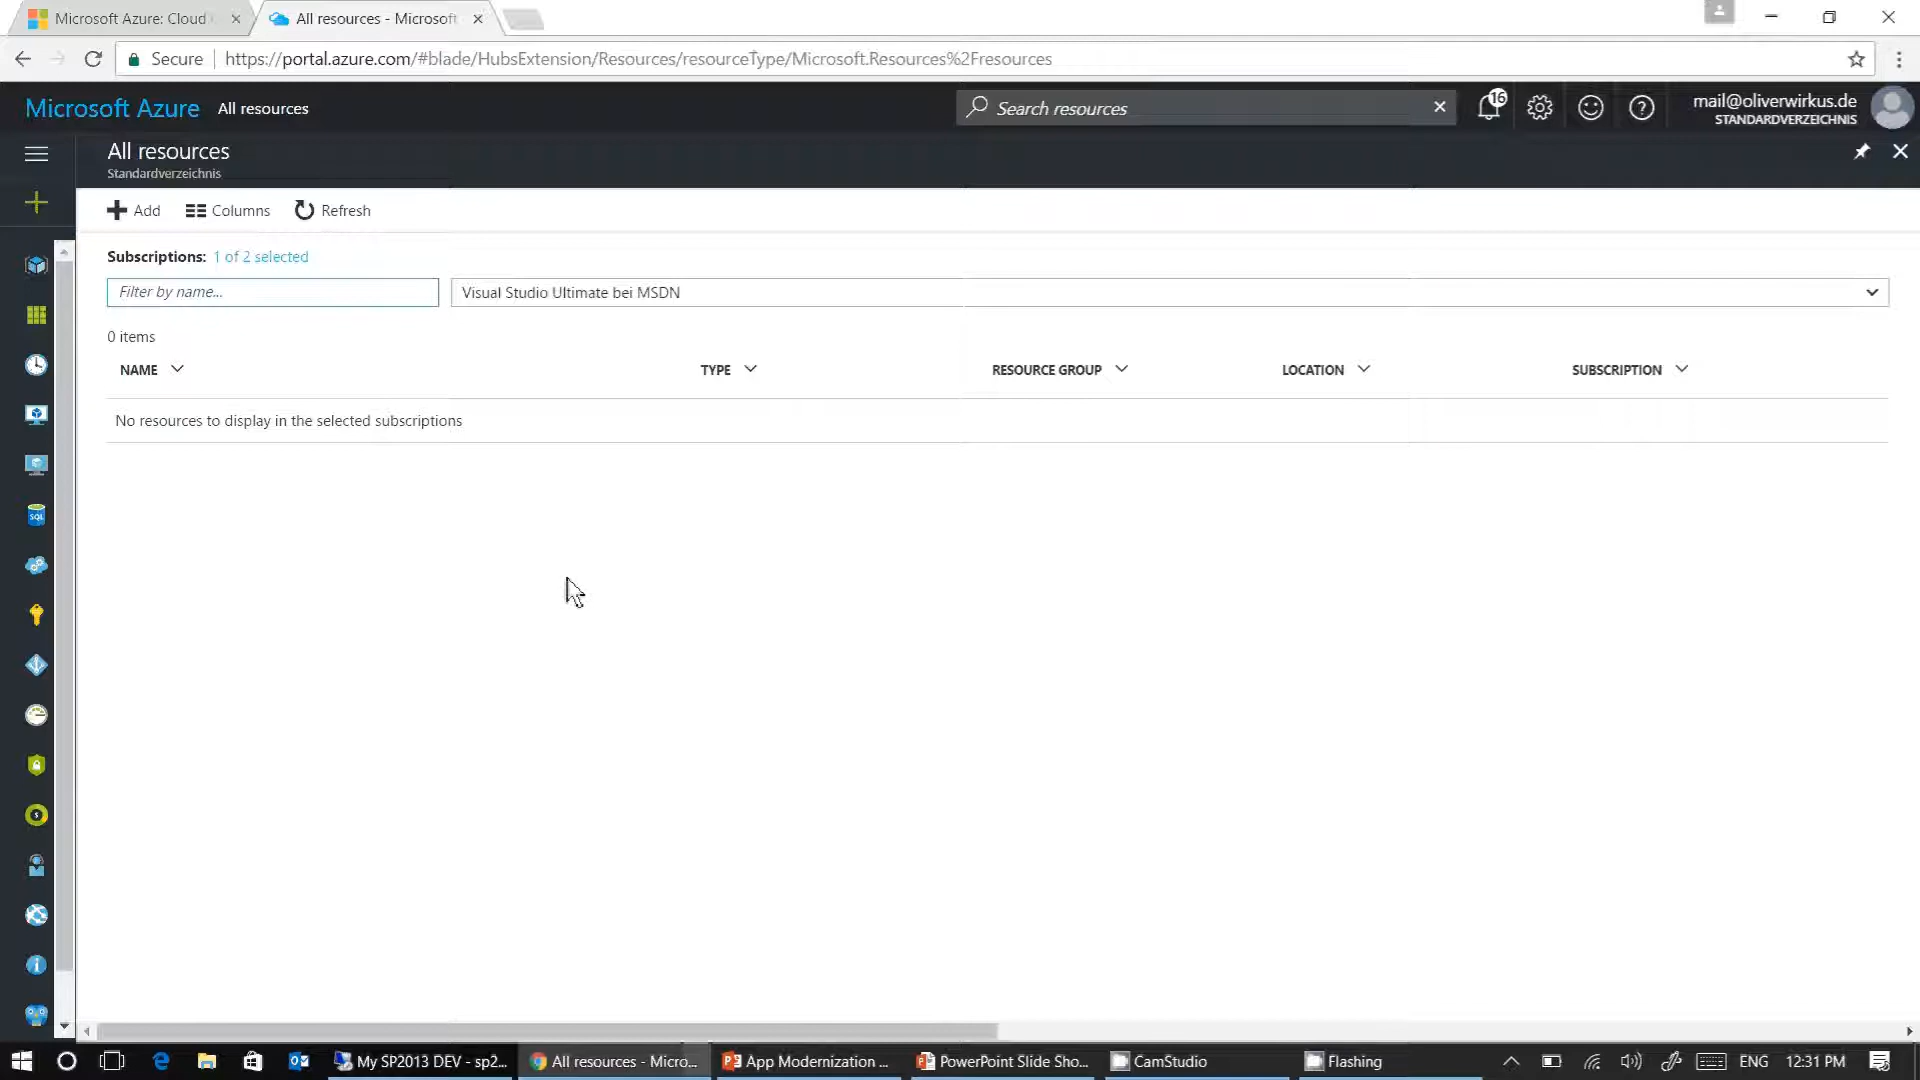 Microsoft Azure: Cloud
All resources - Microsoft
Secure https://portal.azure.com/#blade/HubsExtension/Resources/resourceType/Microsoft.Resources%2Fresources
Microsoft Azure All resources Search resources 16 mail@oliverwirkus.de
STANDARDVERZEICHNIS
All resources
Standardverzeichnis
Add Columns Refresh
Subscriptions: 1 of 2 selected
Filter by name... Visual Studio Ultimate bei MSDN
0 items
NAME TYPE RESOURCE GROUP LOCATION SUBSCRIPTION
No resources to display in the selected subscriptions
SQL
My SP2013 DEV - sp2... All resources - Micro... App Modernization ... PowerPoint Slide Sho... CamStudio Flashing ENG 12:31 PM